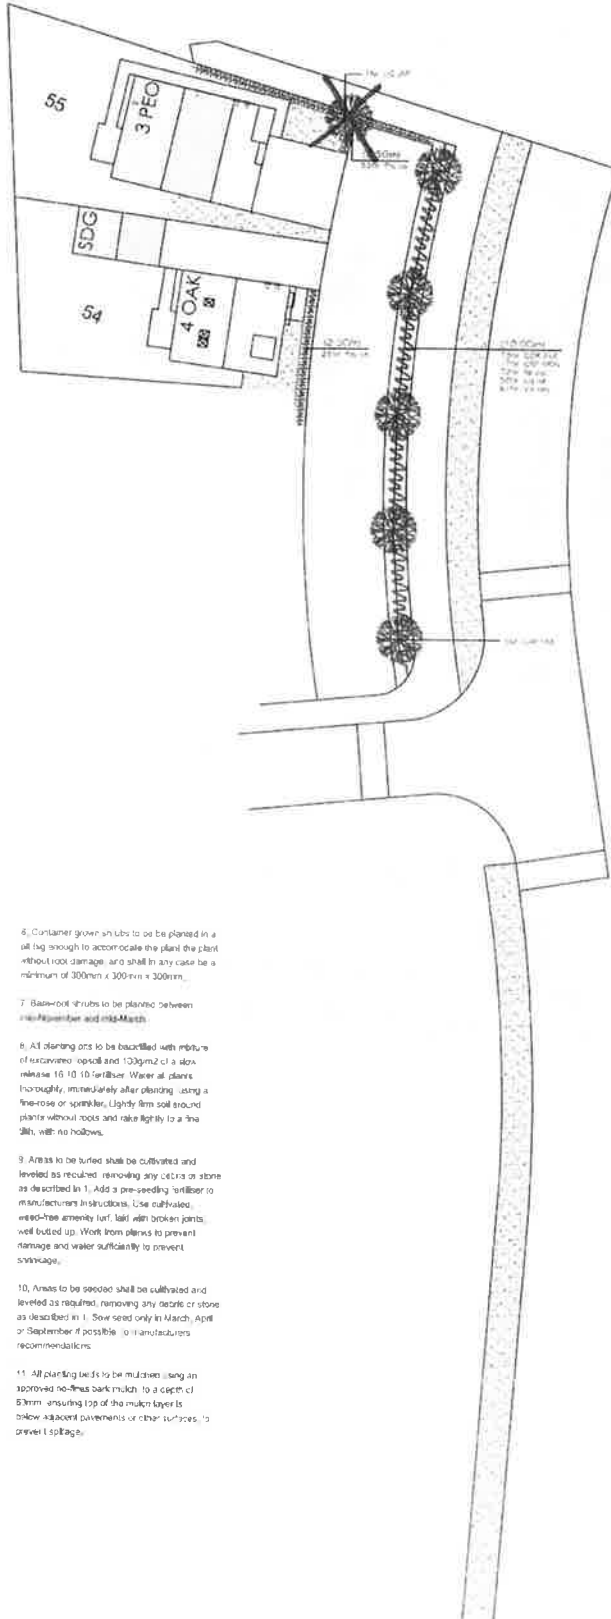 55
3 PEO
SDG
54
4 OAK
6. Container grown shrubs to be be planted in a
pit big enough to accomodate the plant the plant
without root damage, and shall in any case be a
minimum of 300mm x 300mm x 300mm.
7. Bare-root shrubs to be planted between
mid-November and mid-March.
8. All planting pits to be backfilled with mixture
of excavated topsoil and 100g/m2 of a slow
release 16:10:10 fertiliser. Water all plants
thoroughly, immediately after planting using a
fine-rose or sprinkler. Lightly firm soil around
plants without roots and rake lightly to a fine
tilth, with no hollows.
9. Areas to be turfed shall be cultivated and
leveled as required removing any debris or stone
as described in 1. Add a pre-seeding fertiliser to
manufacturers instructions. Use cultivated,
weed-free amenity turf, laid with broken joints,
well butted up. Work from planks to prevent
damage and water sufficiently to prevent
shrinkage.
10. Areas to be seeded shall be cultivated and
leveled as required, removing any debris or stone
as described in 1. Sow seed only in March, April
or September if possible to manufacturers
recommendations
11. All planting beds to be mulched using an
approved no-fines bark mulch to a depth of
ensuring top of the mulch layer is
below adjacent pavements or other surfaces, to
prevent spillage.